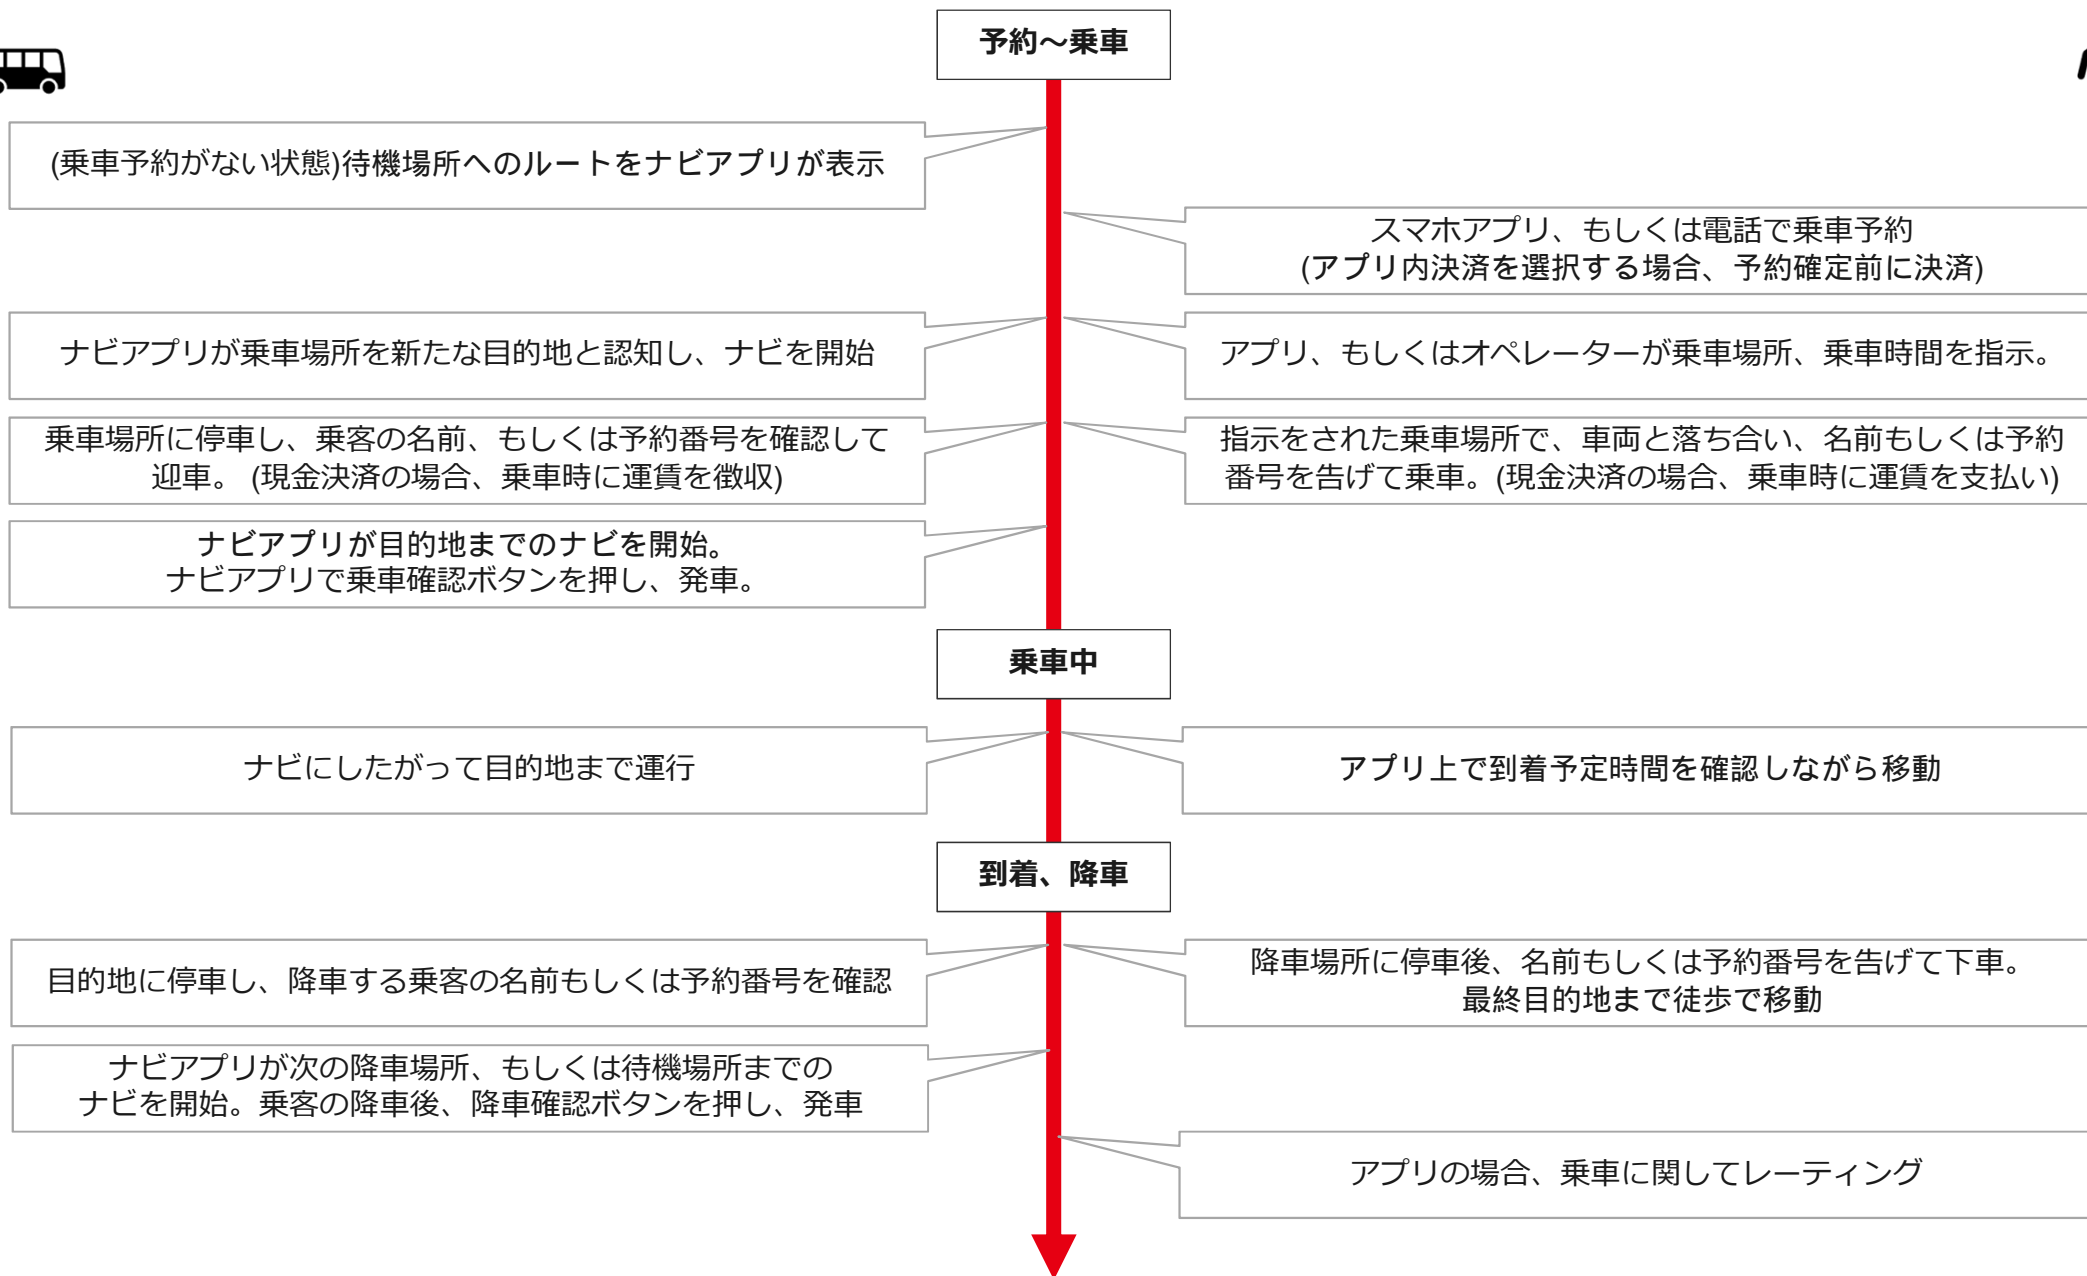 予約～乗車
(乗車予約がない状態)待機場所へのルートをナビアプリが表示
スマホアプリ、もしくは電話で乗車予約
(アプリ内決済を選択する場合、予約確定前に決済)
ナビアプリが乗車場所を新たな目的地と認知し、ナビを開始
アプリ、もしくはオペレーターが乗車場所、乗車時間を指示。
乗車場所に停車し、乗客の名前、もしくは予約番号を確認して
迎車。 (現金決済の場合、乗車時に運賃を徴収)
指示をされた乗車場所で、車両と落ち合い、名前もしくは予約
番号を告げて乗車。(現金決済の場合、乗車時に運賃を支払い)
ナビアプリが目的地までのナビを開始。
ナビアプリで乗車確認ボタンを押し、発車。
乗車中
ナビにしたがって目的地まで運行
アプリ上で到着予定時間を確認しながら移動
到着、降車
目的地に停車し、降車する乗客の名前もしくは予約番号を確認
降車場所に停車後、名前もしくは予約番号を告げて下車。
最終目的地まで徒歩で移動
ナビアプリが次の降車場所、もしくは待機場所までの
ナビを開始。乗客の降車後、降車確認ボタンを押し、発車
アプリの場合、乗車に関してレーティング